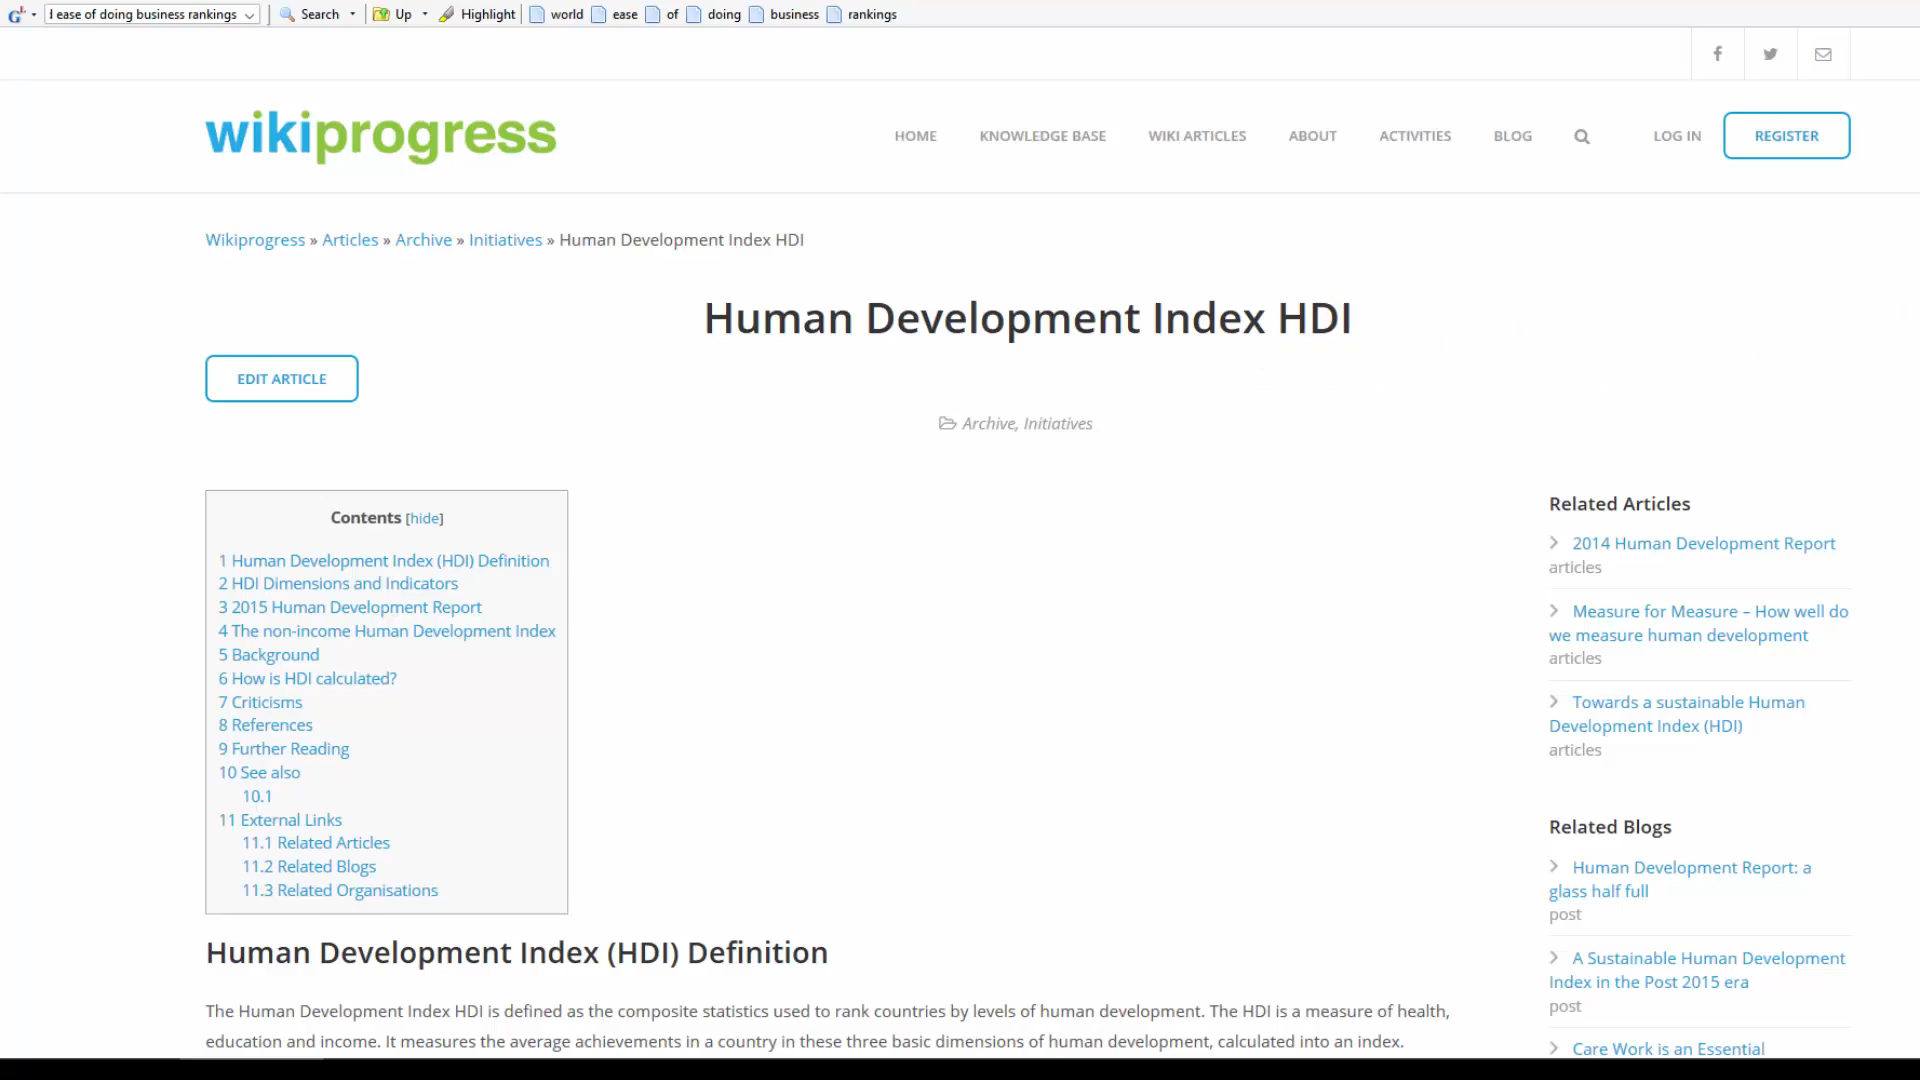 ease of doing business rankings Search Up Highlight world ease of doing business rankings
wikiprogress
HOME KNOWLEDGE BASE WIKI ARTICLES ABOUT ACTIVITIES BLOG LOG IN REGISTER
Wikiprogress » Articles » Archive » Initiatives » Human Development Index HDI
Human Development Index HDI
EDIT ARTICLE
Archive, Initiatives
Contents [hide]
1 Human Development Index (HDI) Definition
2 HDI Dimensions and Indicators
3 2015 Human Development Report
4 The non-income Human Development Index
5 Background
6 How is HDI calculated?
7 Criticisms
8 References
9 Further Reading
10 See also
10.1
11 External Links
11.1 Related Articles
11.2 Related Blogs
11.3 Related Organisations
Human Development Index (HDI) Definition
The Human Development Index HDI is defined as the composite statistics used to rank countries by levels of human development. The HDI is a measure of health,
education and income. It measures the average achievements in a country in these three basic dimensions of human development, calculated into an index.
Related Articles
2014 Human Development Report
articles
Measure for Measure – How well do
we measure human development
articles
Towards a sustainable Human
Development Index (HDI)
articles
Related Blogs
Human Development Report: a
glass half full
post
A Sustainable Human Development
Index in the Post 2015 era
post
Care Work is an Essential